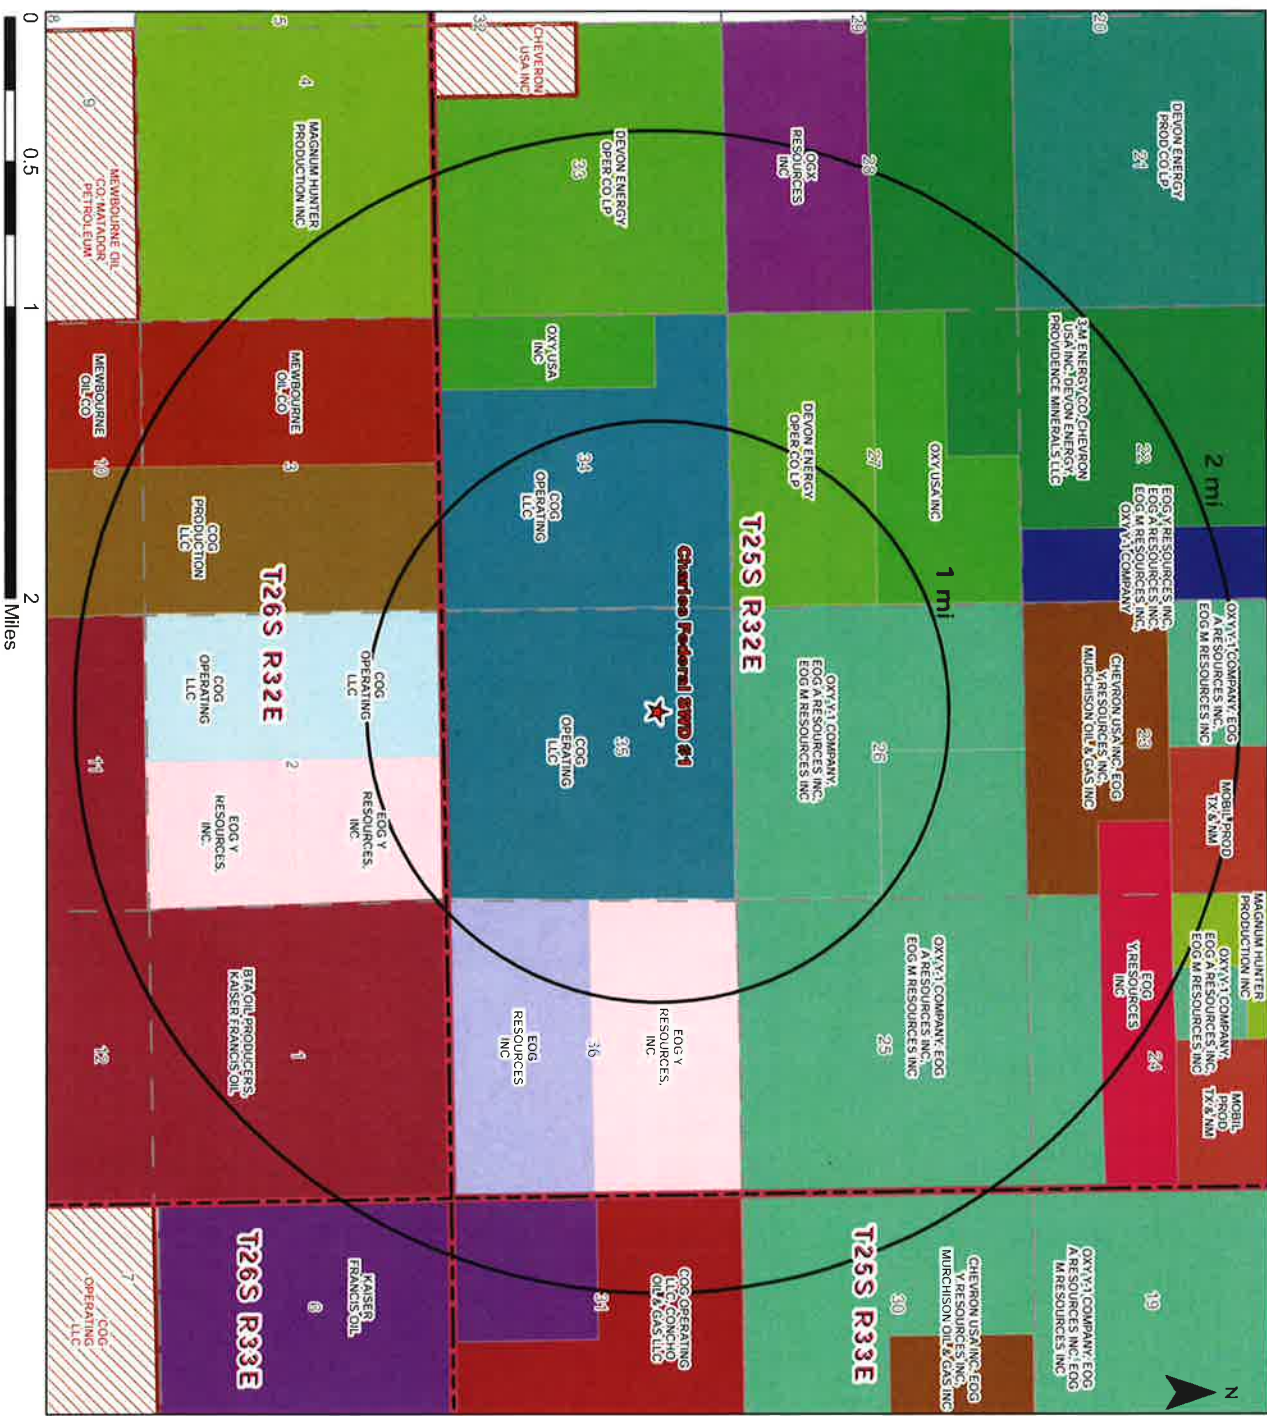 N
20
DEVON ENERGY
PROD CO LP
21
2 mi
22
3-M ENERGY CO, CHEVRON
USA INC, DEVON ENERGY,
PROVIDENCE MINERALS LLC
EOG Y RESOURCES INC,
EOG A RESOURCES INC,
EOG M RESOURCES INC,
OXY Y-1 COMPANY
OXY Y-1 COMPANY, EOG
A RESOURCES INC,
EOG M RESOURCES INC
23
CHEVRON USA INC, EOG
Y RESOURCES INC,
MURCHISON OIL & GAS INC
MOBIL PROD
TX & NM
MAGNUM HUNTER
PRODUCTION INC
OXY Y-1 COMPANY,
EOG A RESOURCES INC,
EOG M RESOURCES INC
EOG
Y RESOURCES
INC
24
MOBIL
PROD
TX & NM
19
OXY Y-1 COMPANY, EOG
A RESOURCES INC, EOG
M RESOURCES INC
29
28
OGX
RESOURCES
INC
OXY USA INC
27
DEVON ENERGY
OPER CO LP
1 mi
T25S R32E
26
OXY Y-1 COMPANY,
EOG A RESOURCES INC,
EOG M RESOURCES INC
OXY Y-1 COMPANY, EOG
A RESOURCES INC,
EOG M RESOURCES INC
25
CHEVRON USA INC, EOG
Y RESOURCES INC,
MURCHISON OIL & GAS INC
30
T25S R33E
32
CHEVERON
USA INC
DEVON ENERGY
OPER CO LP
33
OXY USA
INC
34
COG
OPERATING
LLC
Charles Federal SWD #1
35
COG
OPERATING
LLC
EOG Y
RESOURCES,
INC
36
EOG
RESOURCES
INC
COG OPERATING
LLC, CONCHO
OIL & GAS LLC
31
5
4
MAGNUM HUNTER
PRODUCTION INC
MEWBOURNE
OIL CO
3
COG
PRODUCTION
LLC
T26S R32E
COG
OPERATING
LLC
COG
OPERATING
LLC
2
EOG Y
RESOURCES,
INC.
EOG Y
RESOURCES
INC.
1
BTA OIL PRODUCERS,
KAISER FRANCIS OIL
KAISER
FRANCIS OIL
6
T26S R33E
8
9
MEWBOURNE OIL
CO, MATADOR
PETROLEUM
MEWBOURNE
OIL CO
10
11
12
7
COG
OPERATING
LLC
0
0.5
1
2
Miles